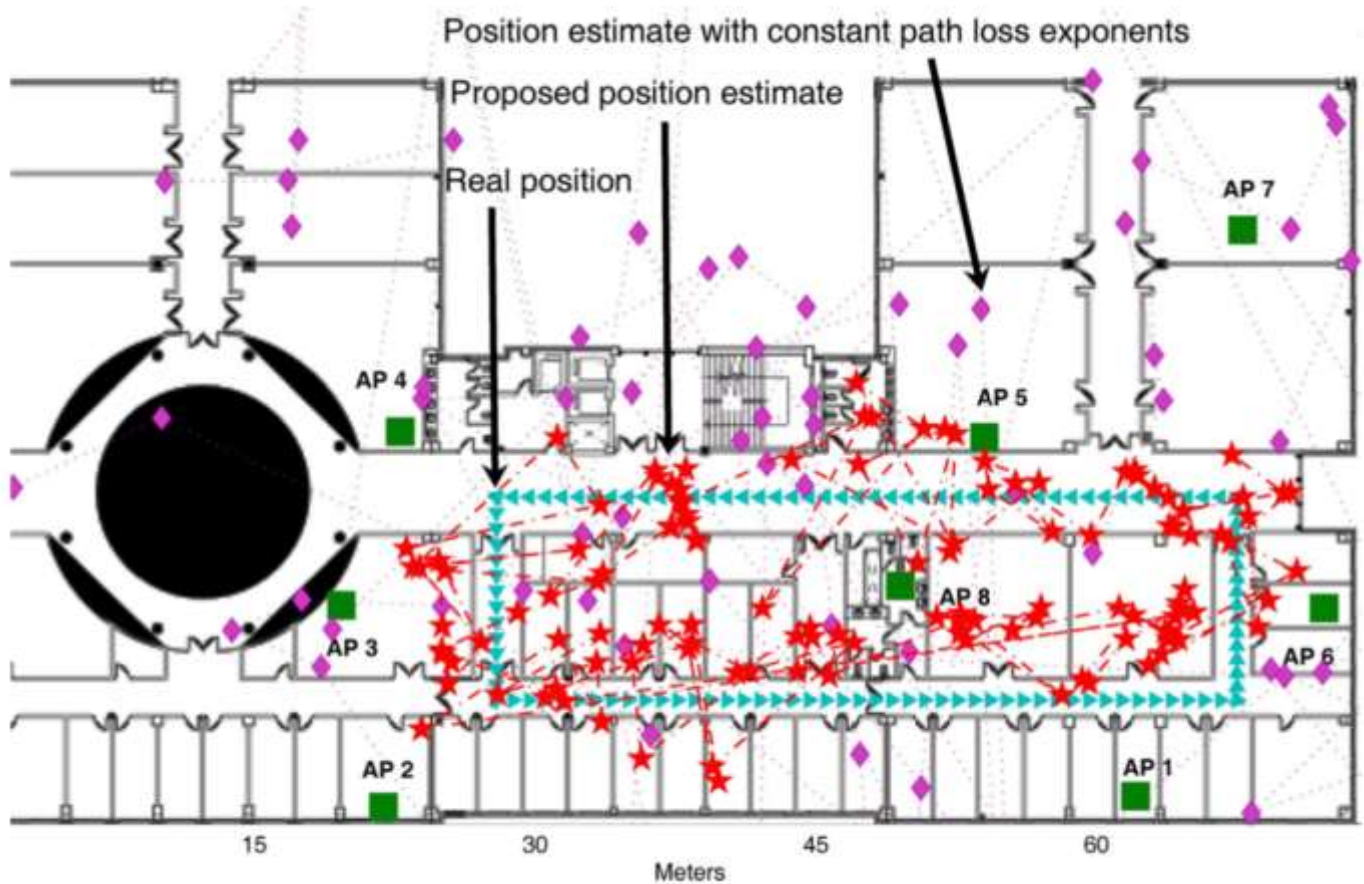 Position estimate with constant path loss exponents
Proposed position estimate
Real position
AP 7
AP 4
AP 5
AP 8
AP 3
AP 6
AP 2
AP 1
15
30
45
60
Meters